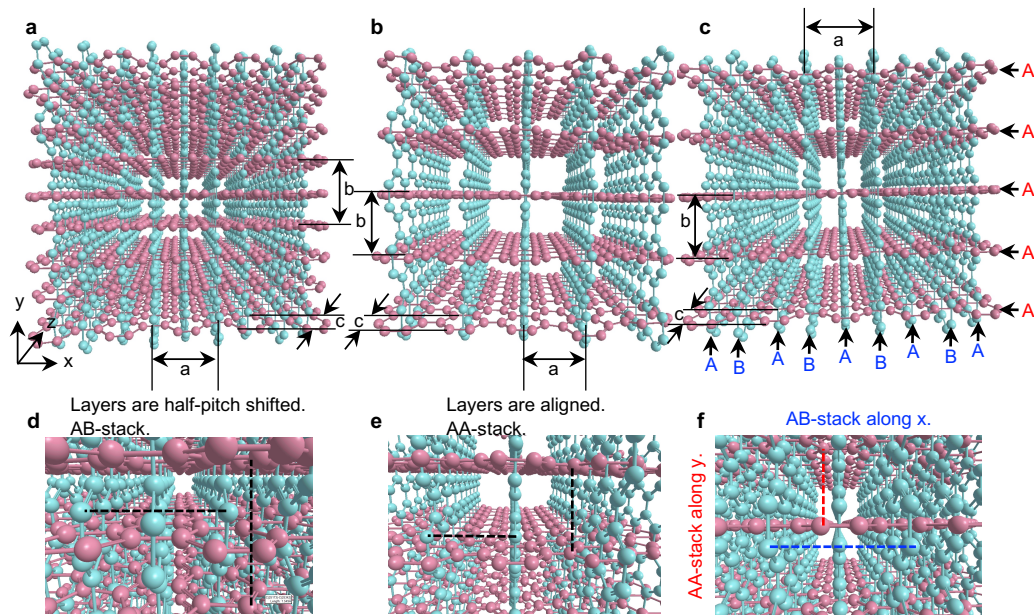 a
b
c
a
A
A
b
b
b
A
A
c
c
c
A
y
z
x
a
a
A
B
A
B
A
B
A
B
A
Layers are half-pitch shifted.
AB-stack.
Layers are aligned.
AA-stack.
AB-stack along x.
d
e
f
AA-stack along y.